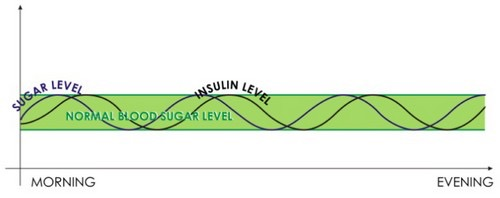 SUGAR LEVEL
INSULIN LEVEL
NORMAL BLOOD SUGAR LEVEL
MORNING
EVENING